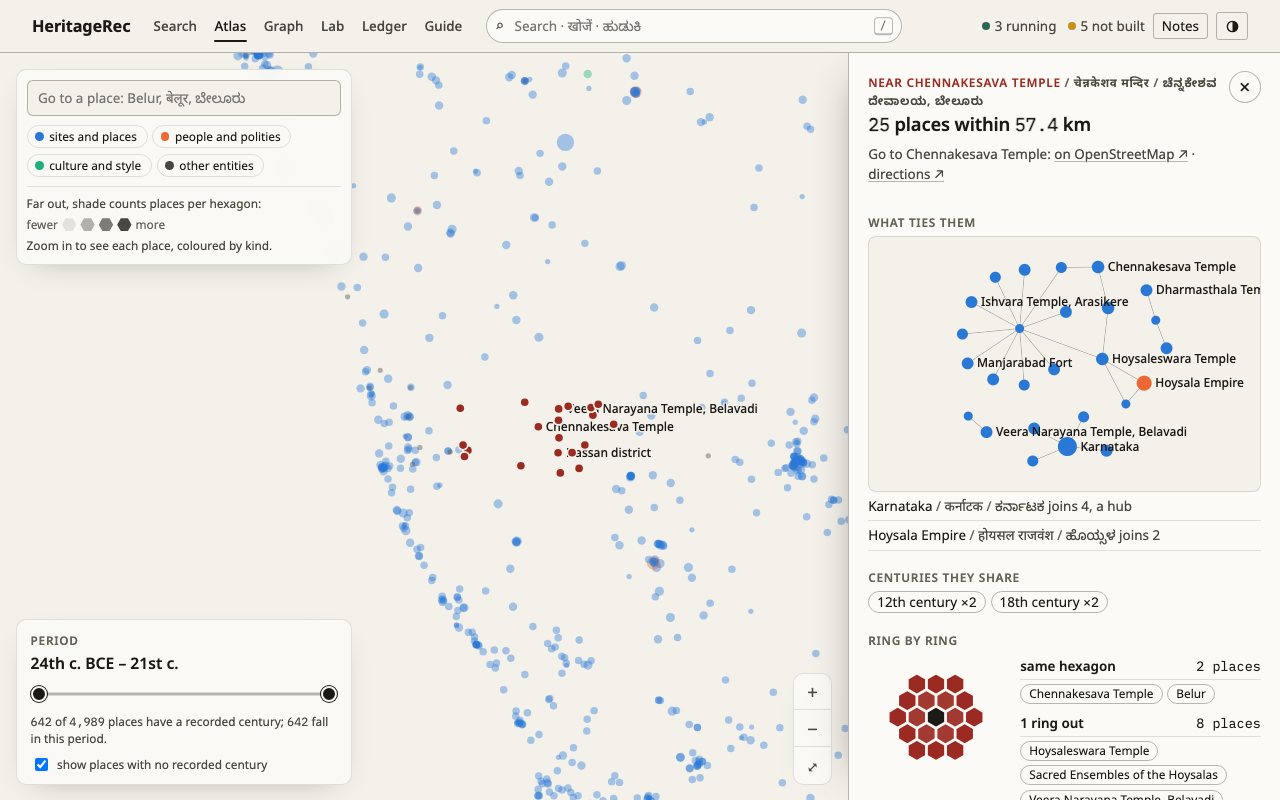 HeritageRec
Search
Atlas
Graph
Lab
Ledger
Guide
Search · खोजें · ಹುಡುಕಿ
/
3 running
5 not built
Notes
Go to a place: Belur, बेलूर, ಬೇಲೂರು
sites and places
people and polities
culture and style
other entities
Far out, shade counts places per hexagon:
fewer
more
Zoom in to see each place, coloured by kind.
Narayana Temple, Belavadi
Chennakesava Temple
Hassan district
PERIOD
24th c. BCE – 21st c.
642 of 4,989 places have a recorded century; 642 fall
in this period.
show places with no recorded century
+
−
⤢
NEAR CHENNAKESAVA TEMPLE / चेन्नकेशव मन्दिर / ಚೆನ್ನಕೇಶವ
ದೇವಾಲಯ, ಬೇಲೂರು
✕
25 places within 57.4 km
Go to Chennakesava Temple: on OpenStreetMap ↗ ·
directions ↗
WHAT TIES THEM
Chennakesava Temple
Dharmasthala Tem
Ishvara Temple, Arasikere
Hoysaleswara Temple
Manjarabad Fort
Hoysala Empire
Veera Narayana Temple, Belavadi
Karnataka
Karnataka / कर्नाटक / ಕರ್ನಾಟಕ joins 4, a hub
Hoysala Empire / होयसल राजवंश / ಹೊಯ್ಸಳ joins 2
CENTURIES THEY SHARE
12th century ×2
18th century ×2
RING BY RING
same hexagon
2 places
Chennakesava Temple
Belur
1 ring out
8 places
Hoysaleswara Temple
Sacred Ensembles of the Hoysalas
Veera Narayana Temple, Belavadi